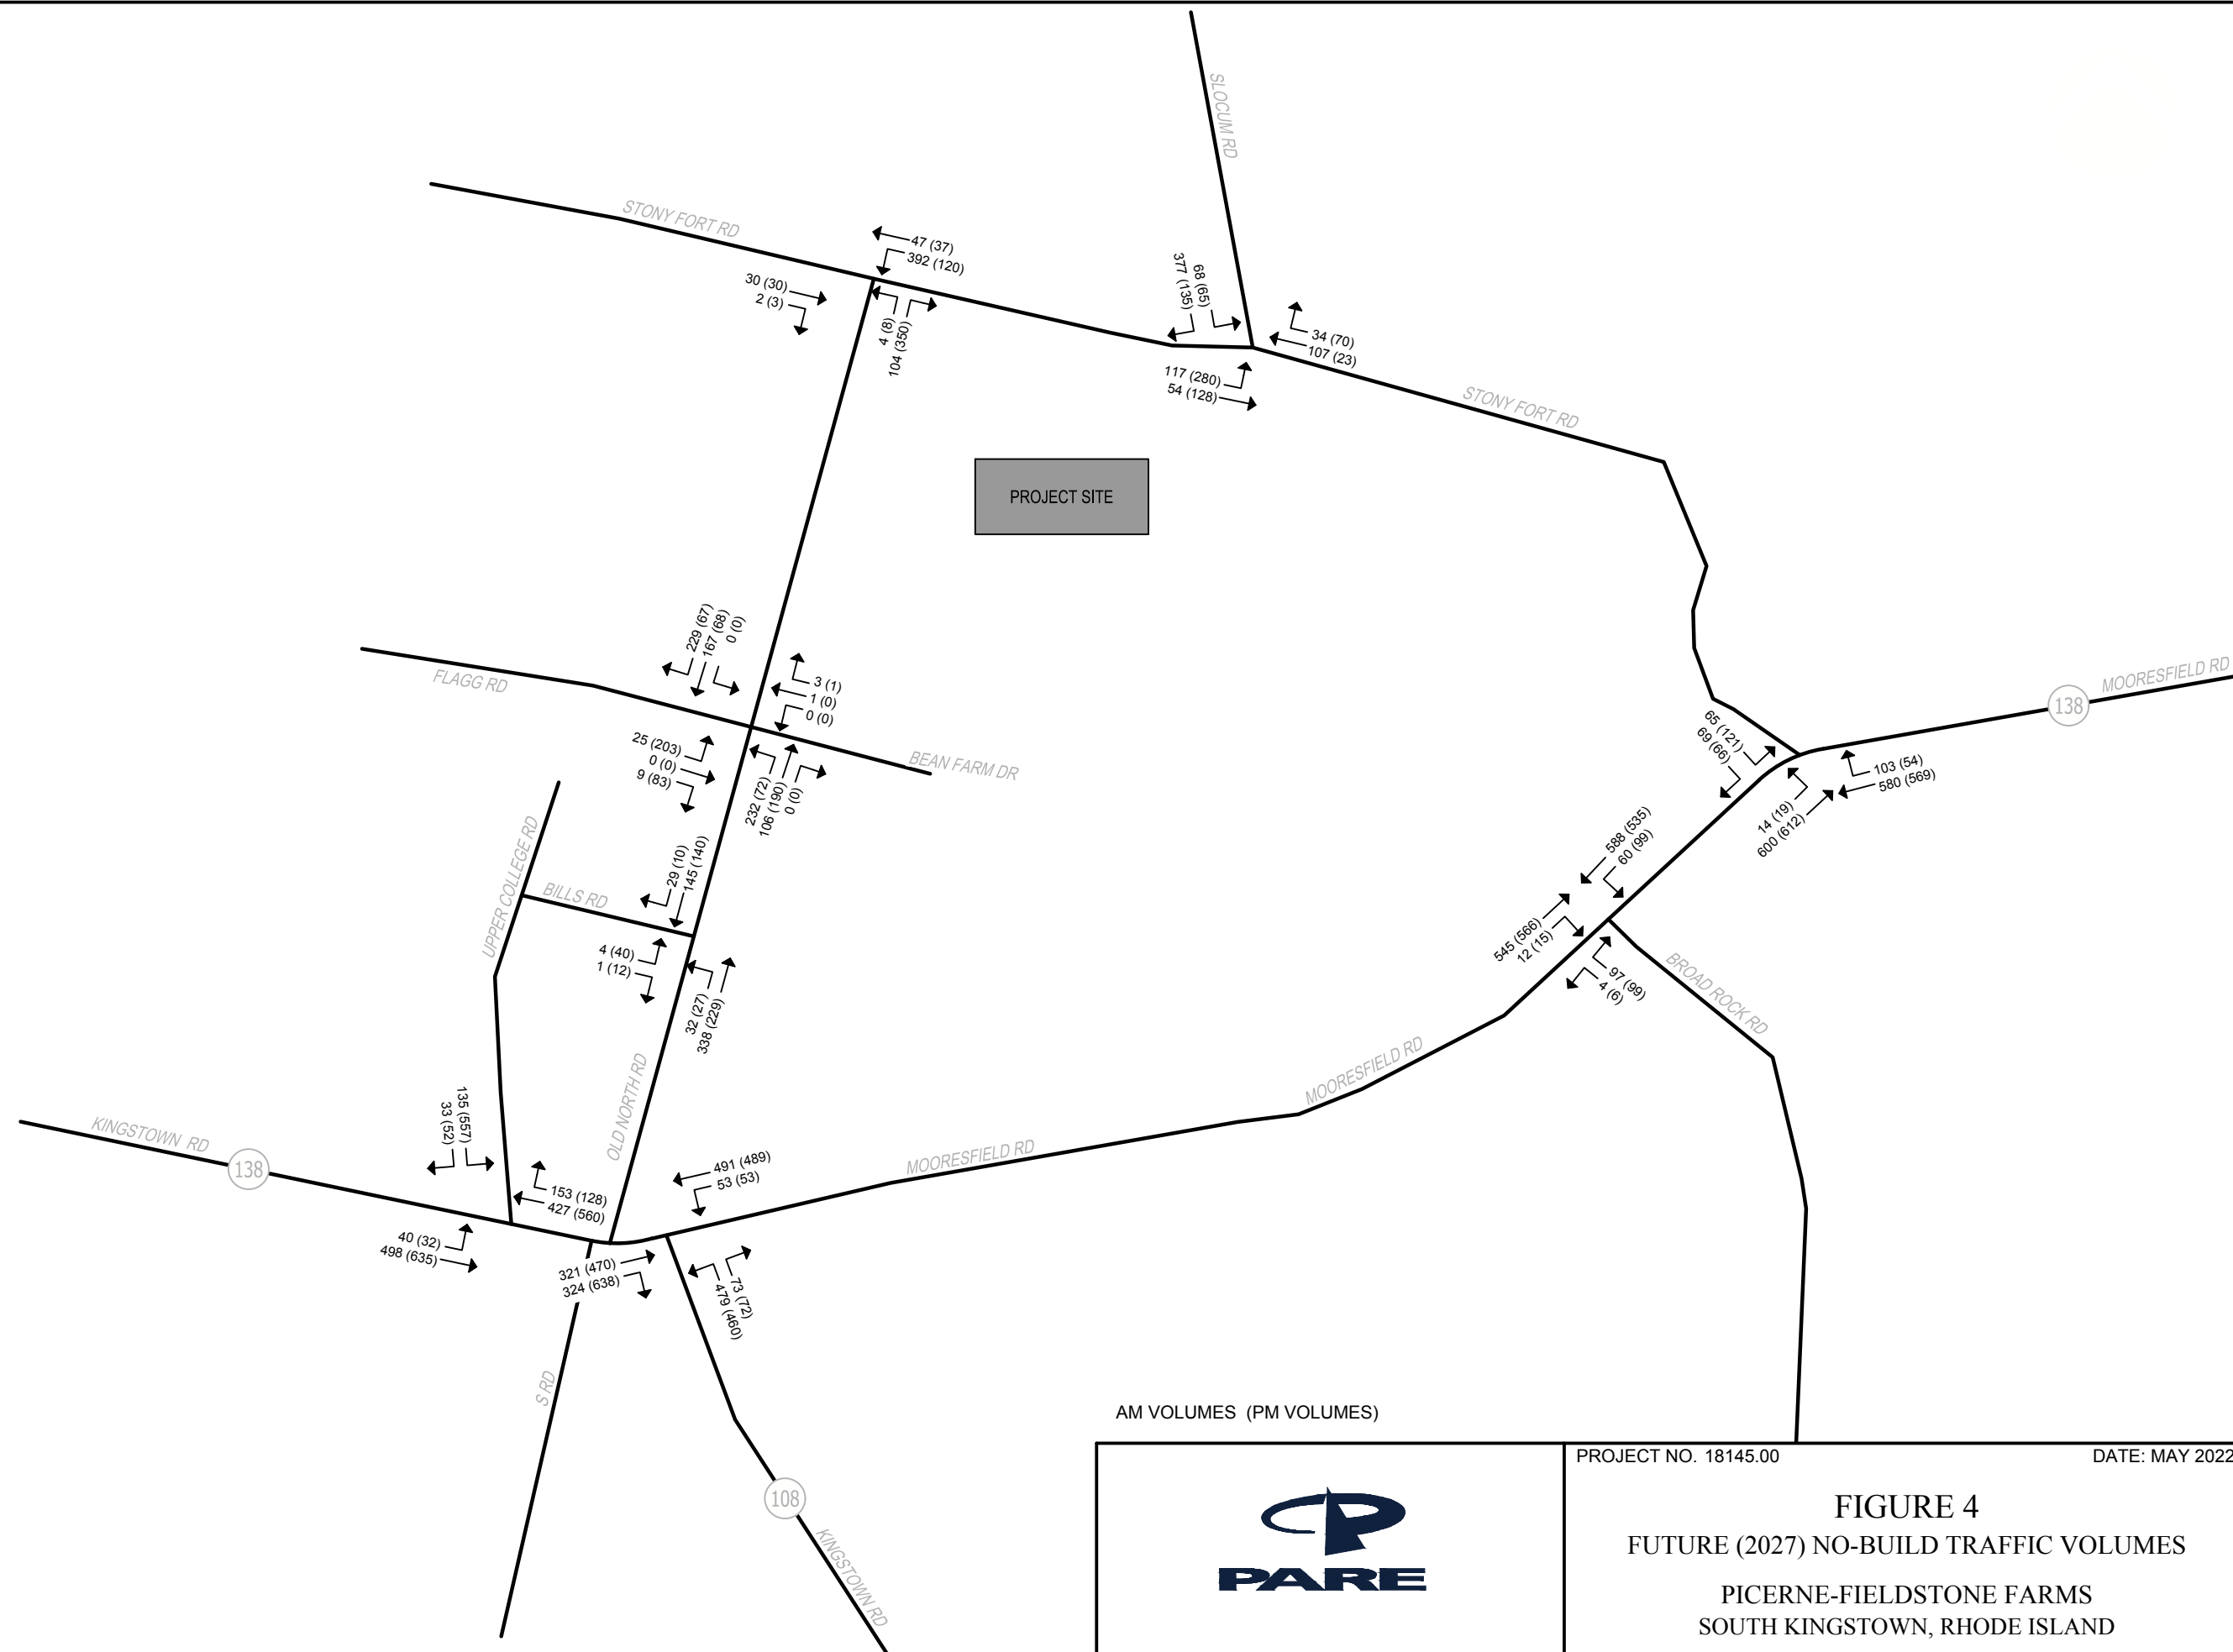 SLOCUM RD
STONY FORT RD
47 (37)
392 (120)
30 (30)
2 (3)
4 (8)
104 (350)
377 (135)
68 (65)
34 (70)
107 (23)
117 (280)
54 (128)
STONY FORT RD
PROJECT SITE
229 (67)
167 (68)
0 (0)
FLAGG RD
3 (1)
1 (0)
0 (0)
25 (203)
0 (0)
9 (83)
232 (72)
106 (190)
0 (0)
BEAN FARM DR
138
MOORESFIELD RD
65 (121)
69 (66)
103 (54)
580 (569)
14 (19)
600 (612)
UPPER COLLEGE RD
BILLS RD
29 (10)
145 (140)
4 (40)
1 (12)
32 (27)
338 (229)
588 (535)
60 (99)
545 (566)
12 (15)
97 (99)
4 (6)
BROAD ROCK RD
OLD NORTH RD
MOORESFIELD RD
MOORESFIELD RD
KINGSTOWN RD
138
135 (557)
33 (52)
153 (128)
427 (560)
491 (489)
53 (53)
40 (32)
498 (635)
321 (470)
324 (638)
73 (72)
479 (460)
S RD
108
KINGSTOWN RD
AM VOLUMES (PM VOLUMES)
PARE
PROJECT NO. 18145.00
DATE: MAY 2022
FIGURE 4
FUTURE (2027) NO-BUILD TRAFFIC VOLUMES
PICERNE-FIELDSTONE FARMS
SOUTH KINGSTOWN, RHODE ISLAND